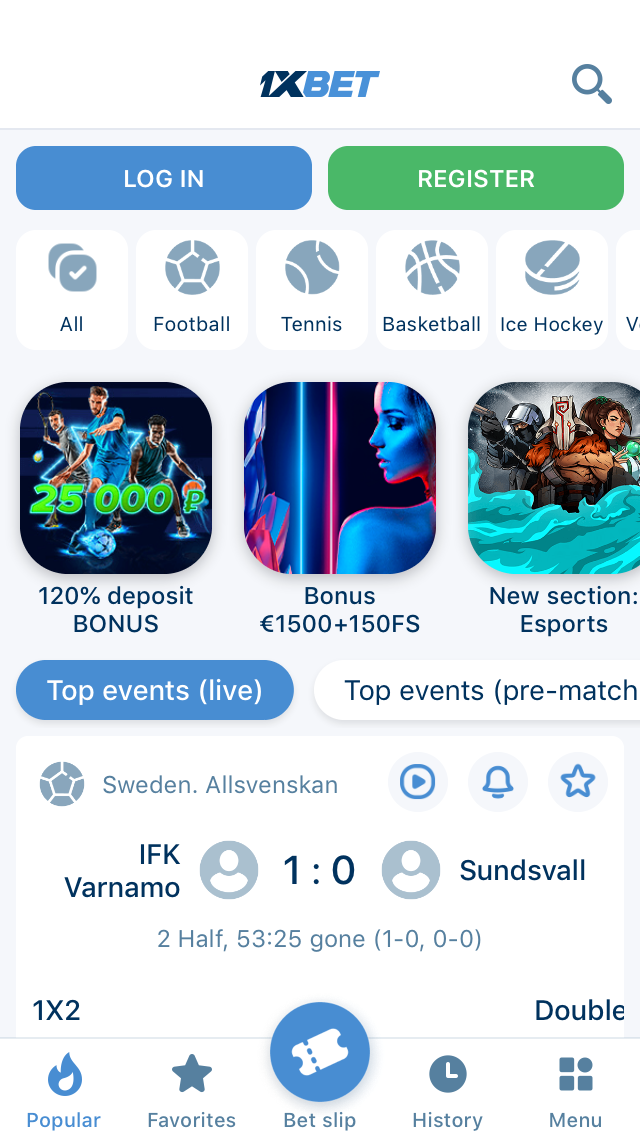 1XBET
LOG IN
REGISTER
All
Football
Tennis
Basketball
Ice Hockey
25 000 ₽
120% deposit
BONUS
Bonus
€1500+150FS
New section:
Esports
Top events (live)
Top events (pre-match
Sweden. Allsvenskan
IFK
Varnamo
1 : 0
Sundsvall
2 Half, 53:25 gone (1-0, 0-0)
1X2
Double
Popular
Favorites
Bet slip
History
Menu